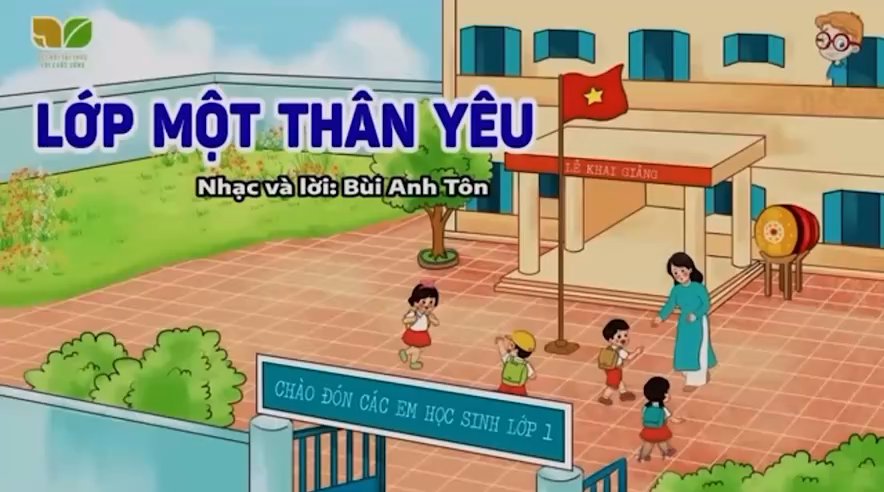 LỚP MỘT THÂN YÊU
Nhạc và lời: Bùi Anh Tôn
LỄ KHAI GIẢNG
CHÀO ĐÓN CÁC EM HỌC SINH LỚP 1